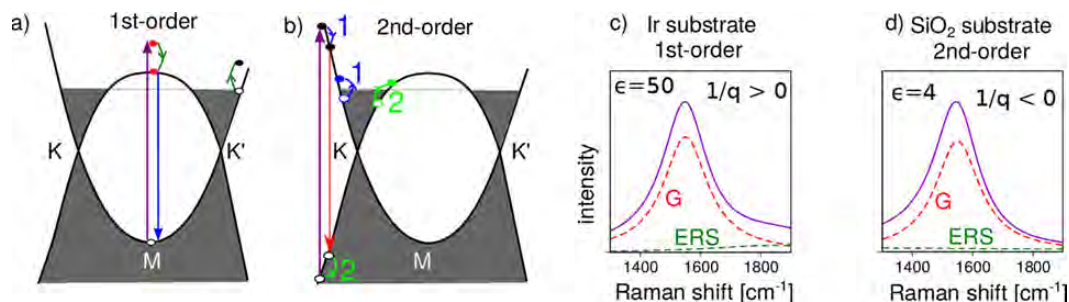 a) 1st-order
K K'
M
b) 2nd-order
1
1
2
K K'
2 M
c) Ir substrate
1st-order
ϵ=50 1/q > 0
G
ERS
intensity
1400 1600 1800
Raman shift [cm⁻¹]
d) SiO₂ substrate
2nd-order
ϵ=4 1/q < 0
G
ERS
1400 1600 1800
Raman shift [cm⁻¹]